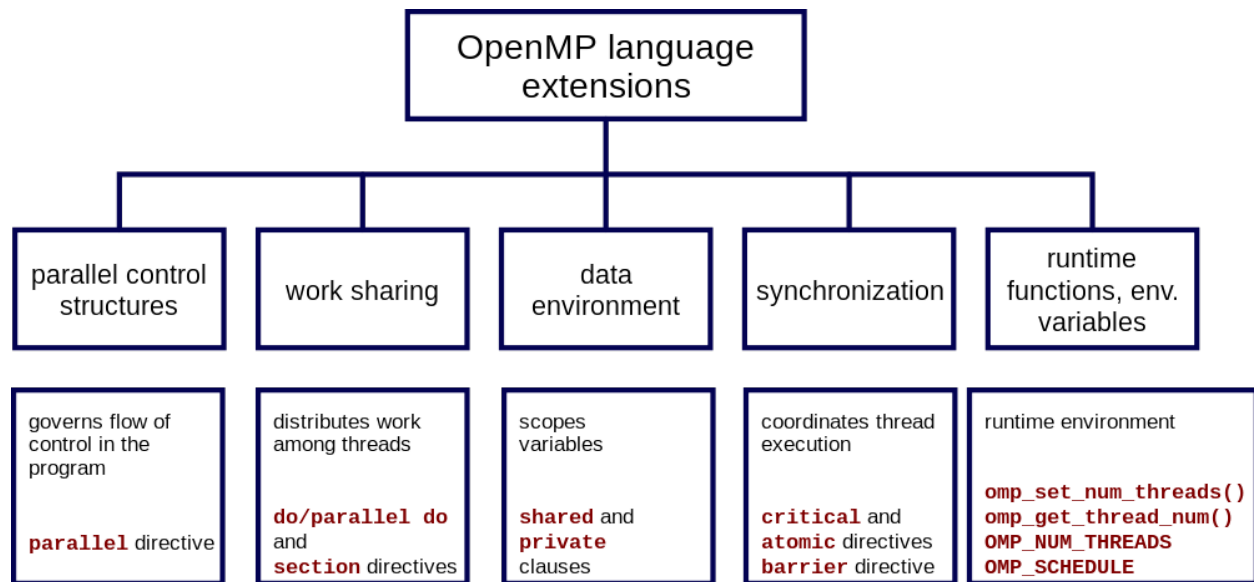 OpenMP language
extensions
parallel control
structures
work sharing
data
environment
synchronization
runtime
functions, env.
variables
governs flow of
control in the
program
parallel directive
distributes work
among threads
do/parallel do
and
section directives
scopes
variables
shared and
private
clauses
coordinates thread
execution
critical and
atomic directives
barrier directive
runtime environment
omp_set_num_threads()
omp_get_thread_num()
OMP_NUM_THREADS
OMP_SCHEDULE